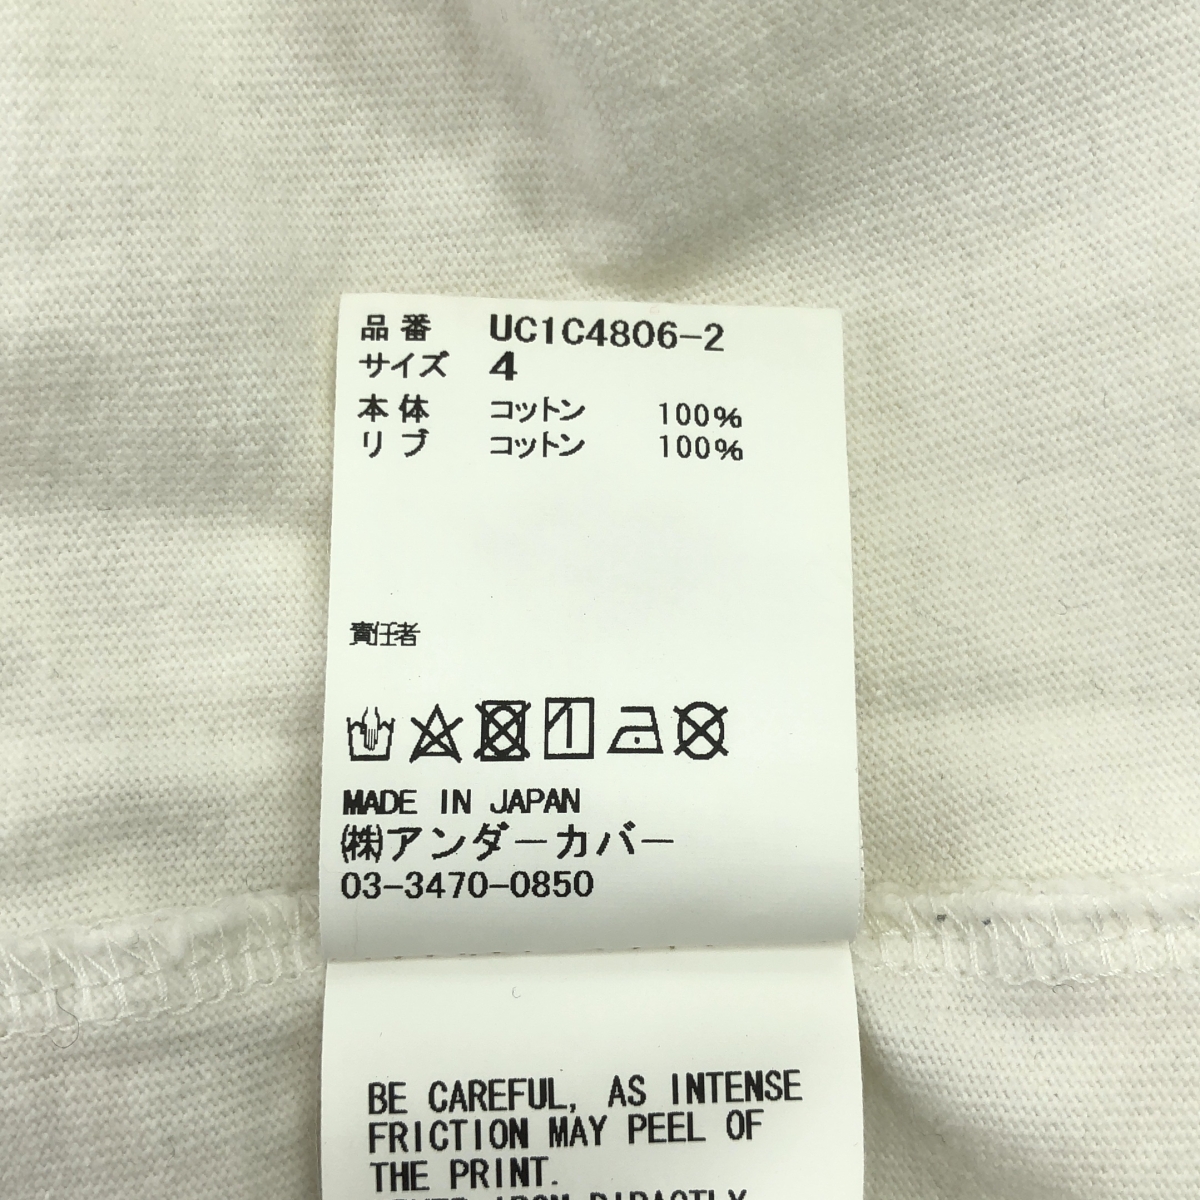 品番 UC1C4806-2
サイズ 4
本体 コットン 100%
リブ コットン 100%
責任者
MADE IN JAPAN
㈱アンダーカバー
03-3470-0850
BE CAREFUL, AS INTENSE
FRICTION MAY PEEL OF
THE PRINT.